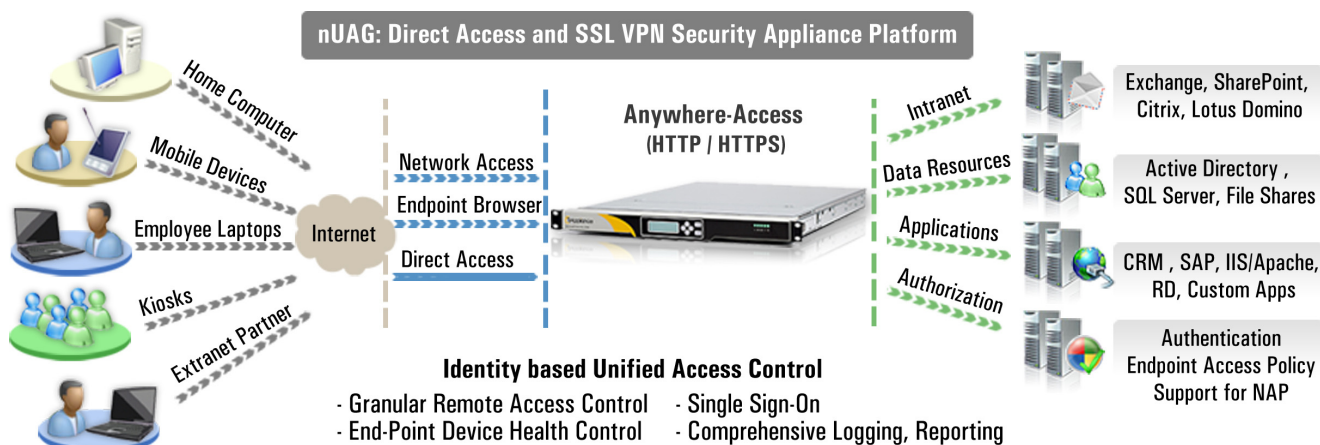 nUAG: Direct Access and SSL VPN Security Appliance Platform
Home Computer
Mobile Devices
Employee Laptops
Kiosks
Extranet Partner
Internet
Network Access
Endpoint Browser
Direct Access
Anywhere-Access
(HTTP / HTTPS)
Intranet
Data Resources
Applications
Authorization
Exchange, SharePoint,
Citrix, Lotus Domino
Active Directory ,
SQL Server, File Shares
CRM , SAP, IIS/Apache,
RD, Custom Apps
Authentication
Endpoint Access Policy
Support for NAP
Identity based Unified Access Control
- Granular Remote Access Control
- Single Sign-On
- End-Point Device Health Control
- Comprehensive Logging, Reporting